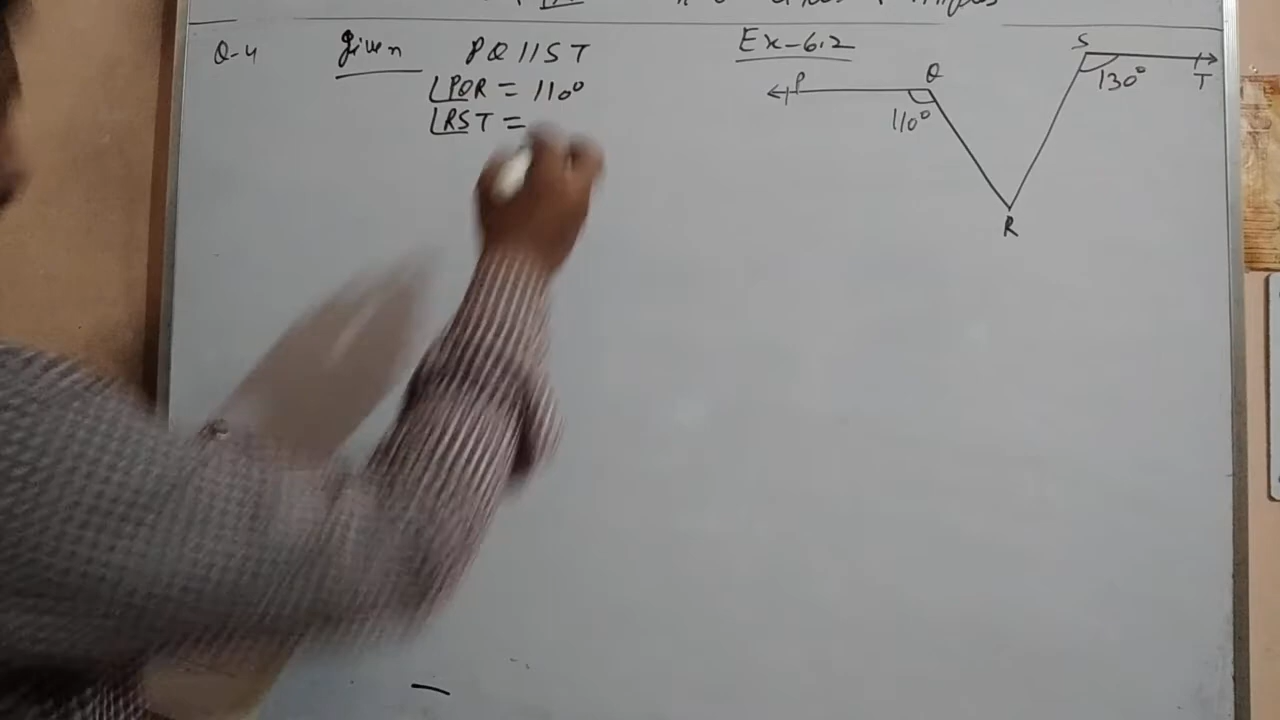 Q-4 Given PQ||ST Ex-6.2
∠PQR = 110°
∠RST =
P Q 110° R S 130° T